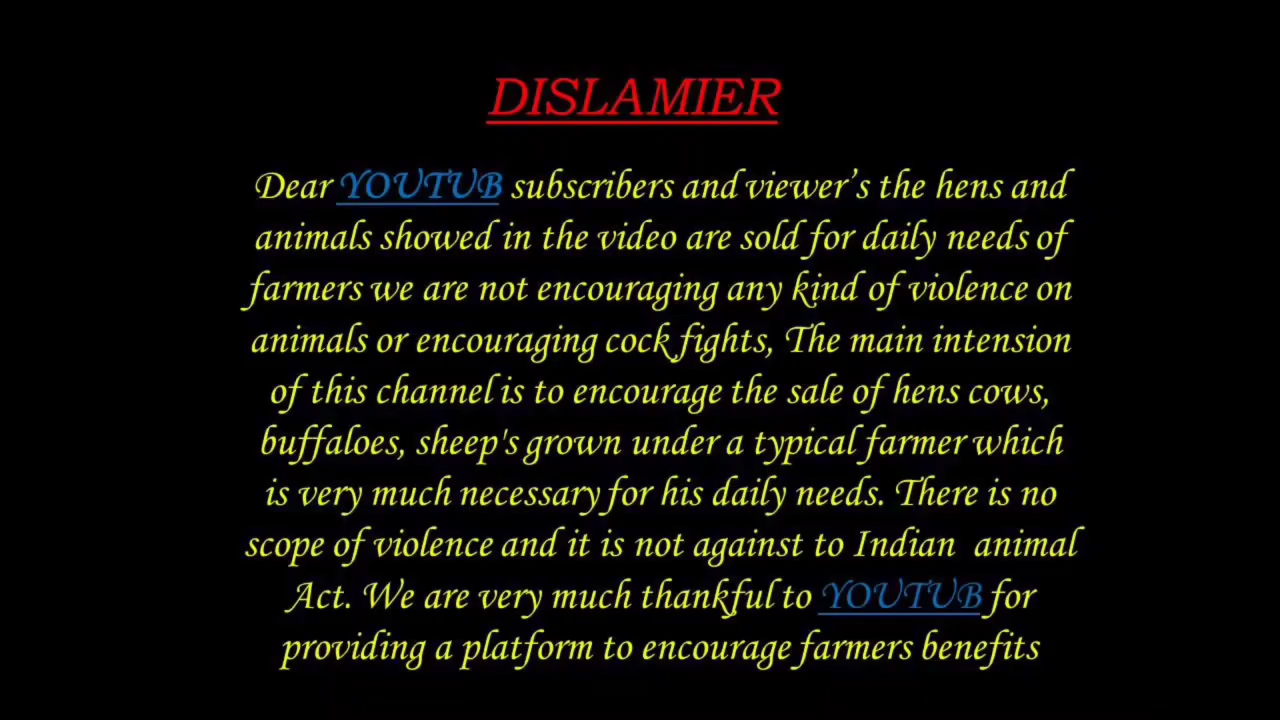 DISLAMIER
Dear YOUTUB subscribers and viewer’s the hens and
animals showed in the video are sold for daily needs of
farmers we are not encouraging any kind of violence on
animals or encouraging cock fights, The main intension
of this channel is to encourage the sale of hens cows,
buffaloes, sheep's grown under a typical farmer which
is very much necessary for his daily needs. There is no
scope of violence and it is not against to Indian animal
Act. We are very much thankful to YOUTUB for
providing a platform to encourage farmers benefits